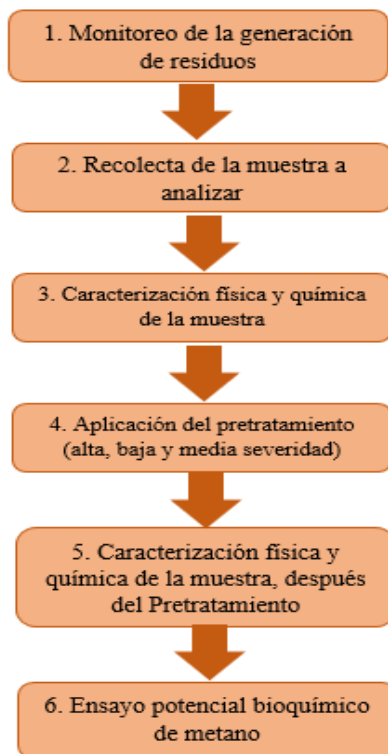 1. Monitoreo de la generación
de residuos
2. Recolecta de la muestra a
analizar
3. Caracterización física y química
de la muestra
4. Aplicación del pretratamiento
(alta, baja y media severidad)
5. Caracterización física y
química de la muestra, después
del Pretratamiento
6. Ensayo potencial bioquímico
de metano